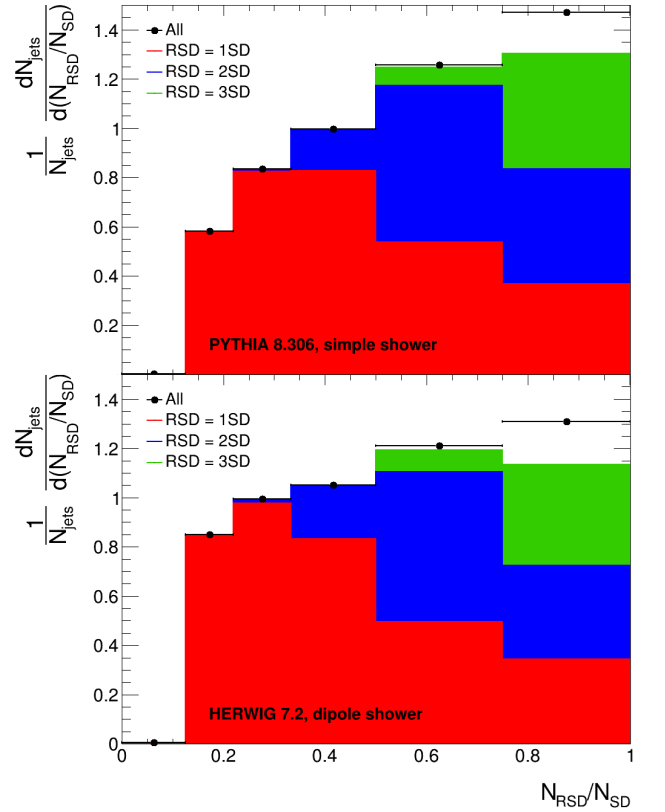 1.4
1.2
1
0.8
0.6
0.4
0.2
1
N_jets
dN_jets
d(N_RSD/N_SD)
All
RSD = 1SD
RSD = 2SD
RSD = 3SD
PYTHIA 8.306, simple shower
1.4
1.2
1
0.8
0.6
0.4
0.2
0
1
N_jets
dN_jets
d(N_RSD/N_SD)
All
RSD = 1SD
RSD = 2SD
RSD = 3SD
HERWIG 7.2, dipole shower
0 0.2 0.4 0.6 0.8 1
N_RSD/N_SD